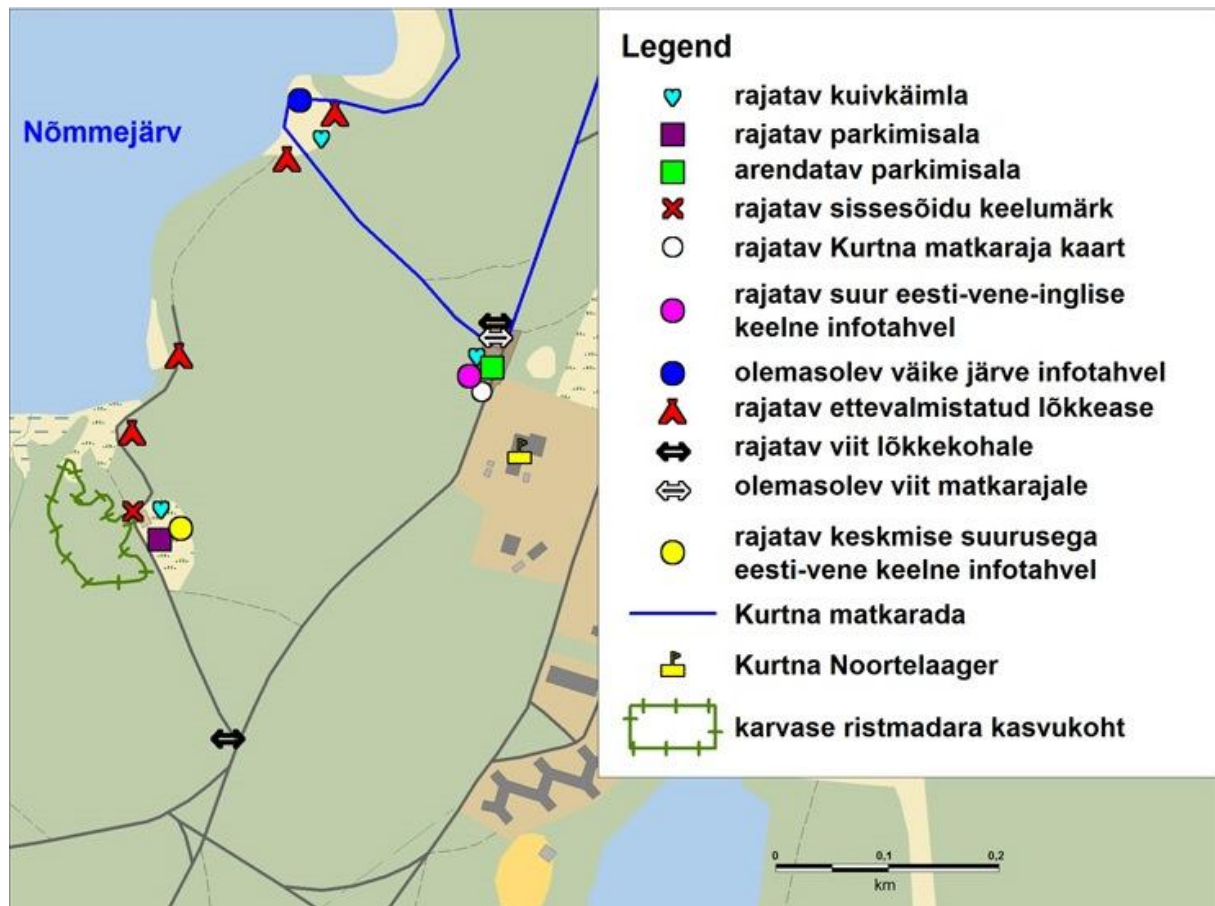 Nõmmejärv
Legend
rajatav kuivkäimla
rajatav parkimisala
arendatav parkimisala
rajatav sissesõidu keelumärk
rajatav Kurtna matkaraja kaart
rajatav suur eesti-vene-inglise
keelne infotahvel
olemasolev väike järve infotahvel
rajatav ettevalmistatud lõkkease
rajatav viit lõkkekohale
olemasolev viit matkarajale
rajatav keskmise suurusega
eesti-vene keelne infotahvel
Kurtna matkarada
Kurtna Noortelaager
karvase ristmadara kasvukoht
0 0,1 0,2
km